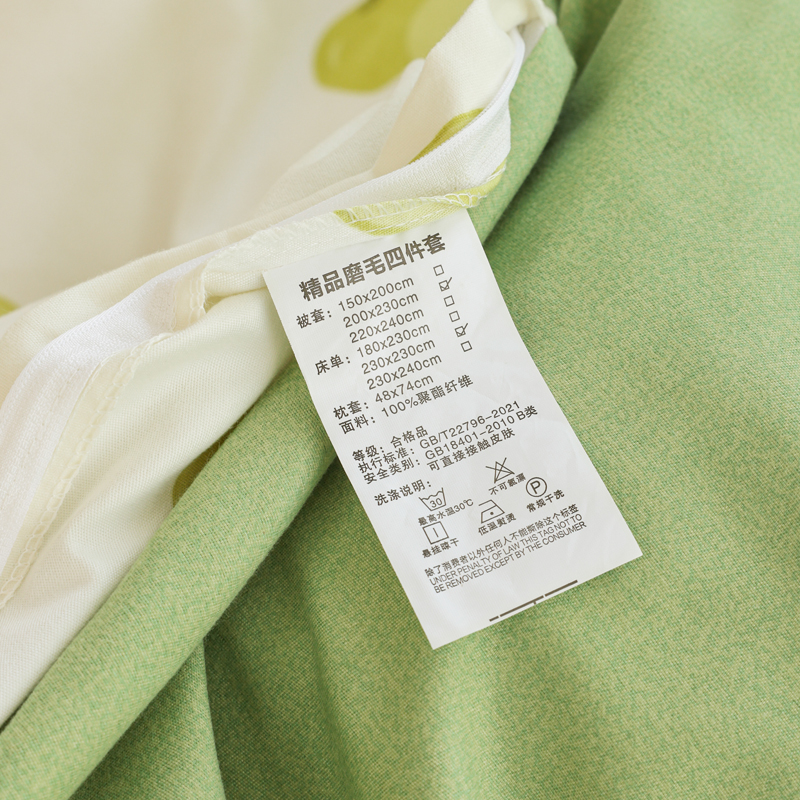 精品磨毛四件套
被套：150x200cm □
200x230cm ☑
220x240cm □
床单：180x230cm □
230x230cm ☑
230x240cm □
枕套：48x74cm
面料：100%聚酯纤维
等级：合格品
执行标准：GB/T22796-2021
安全类别：GB18401-2010 B类
可直接接触皮肤
洗涤说明：
30
最高水温30℃
不可氯漂
P
常规干洗
悬挂晾干
低温熨烫
除了消费者以外任何人不能剪除这个标签
UNDER PENALTY OF LAW THIS TAG NOT TO
BE REMOVED EXCEPT BY THE CONSUMER